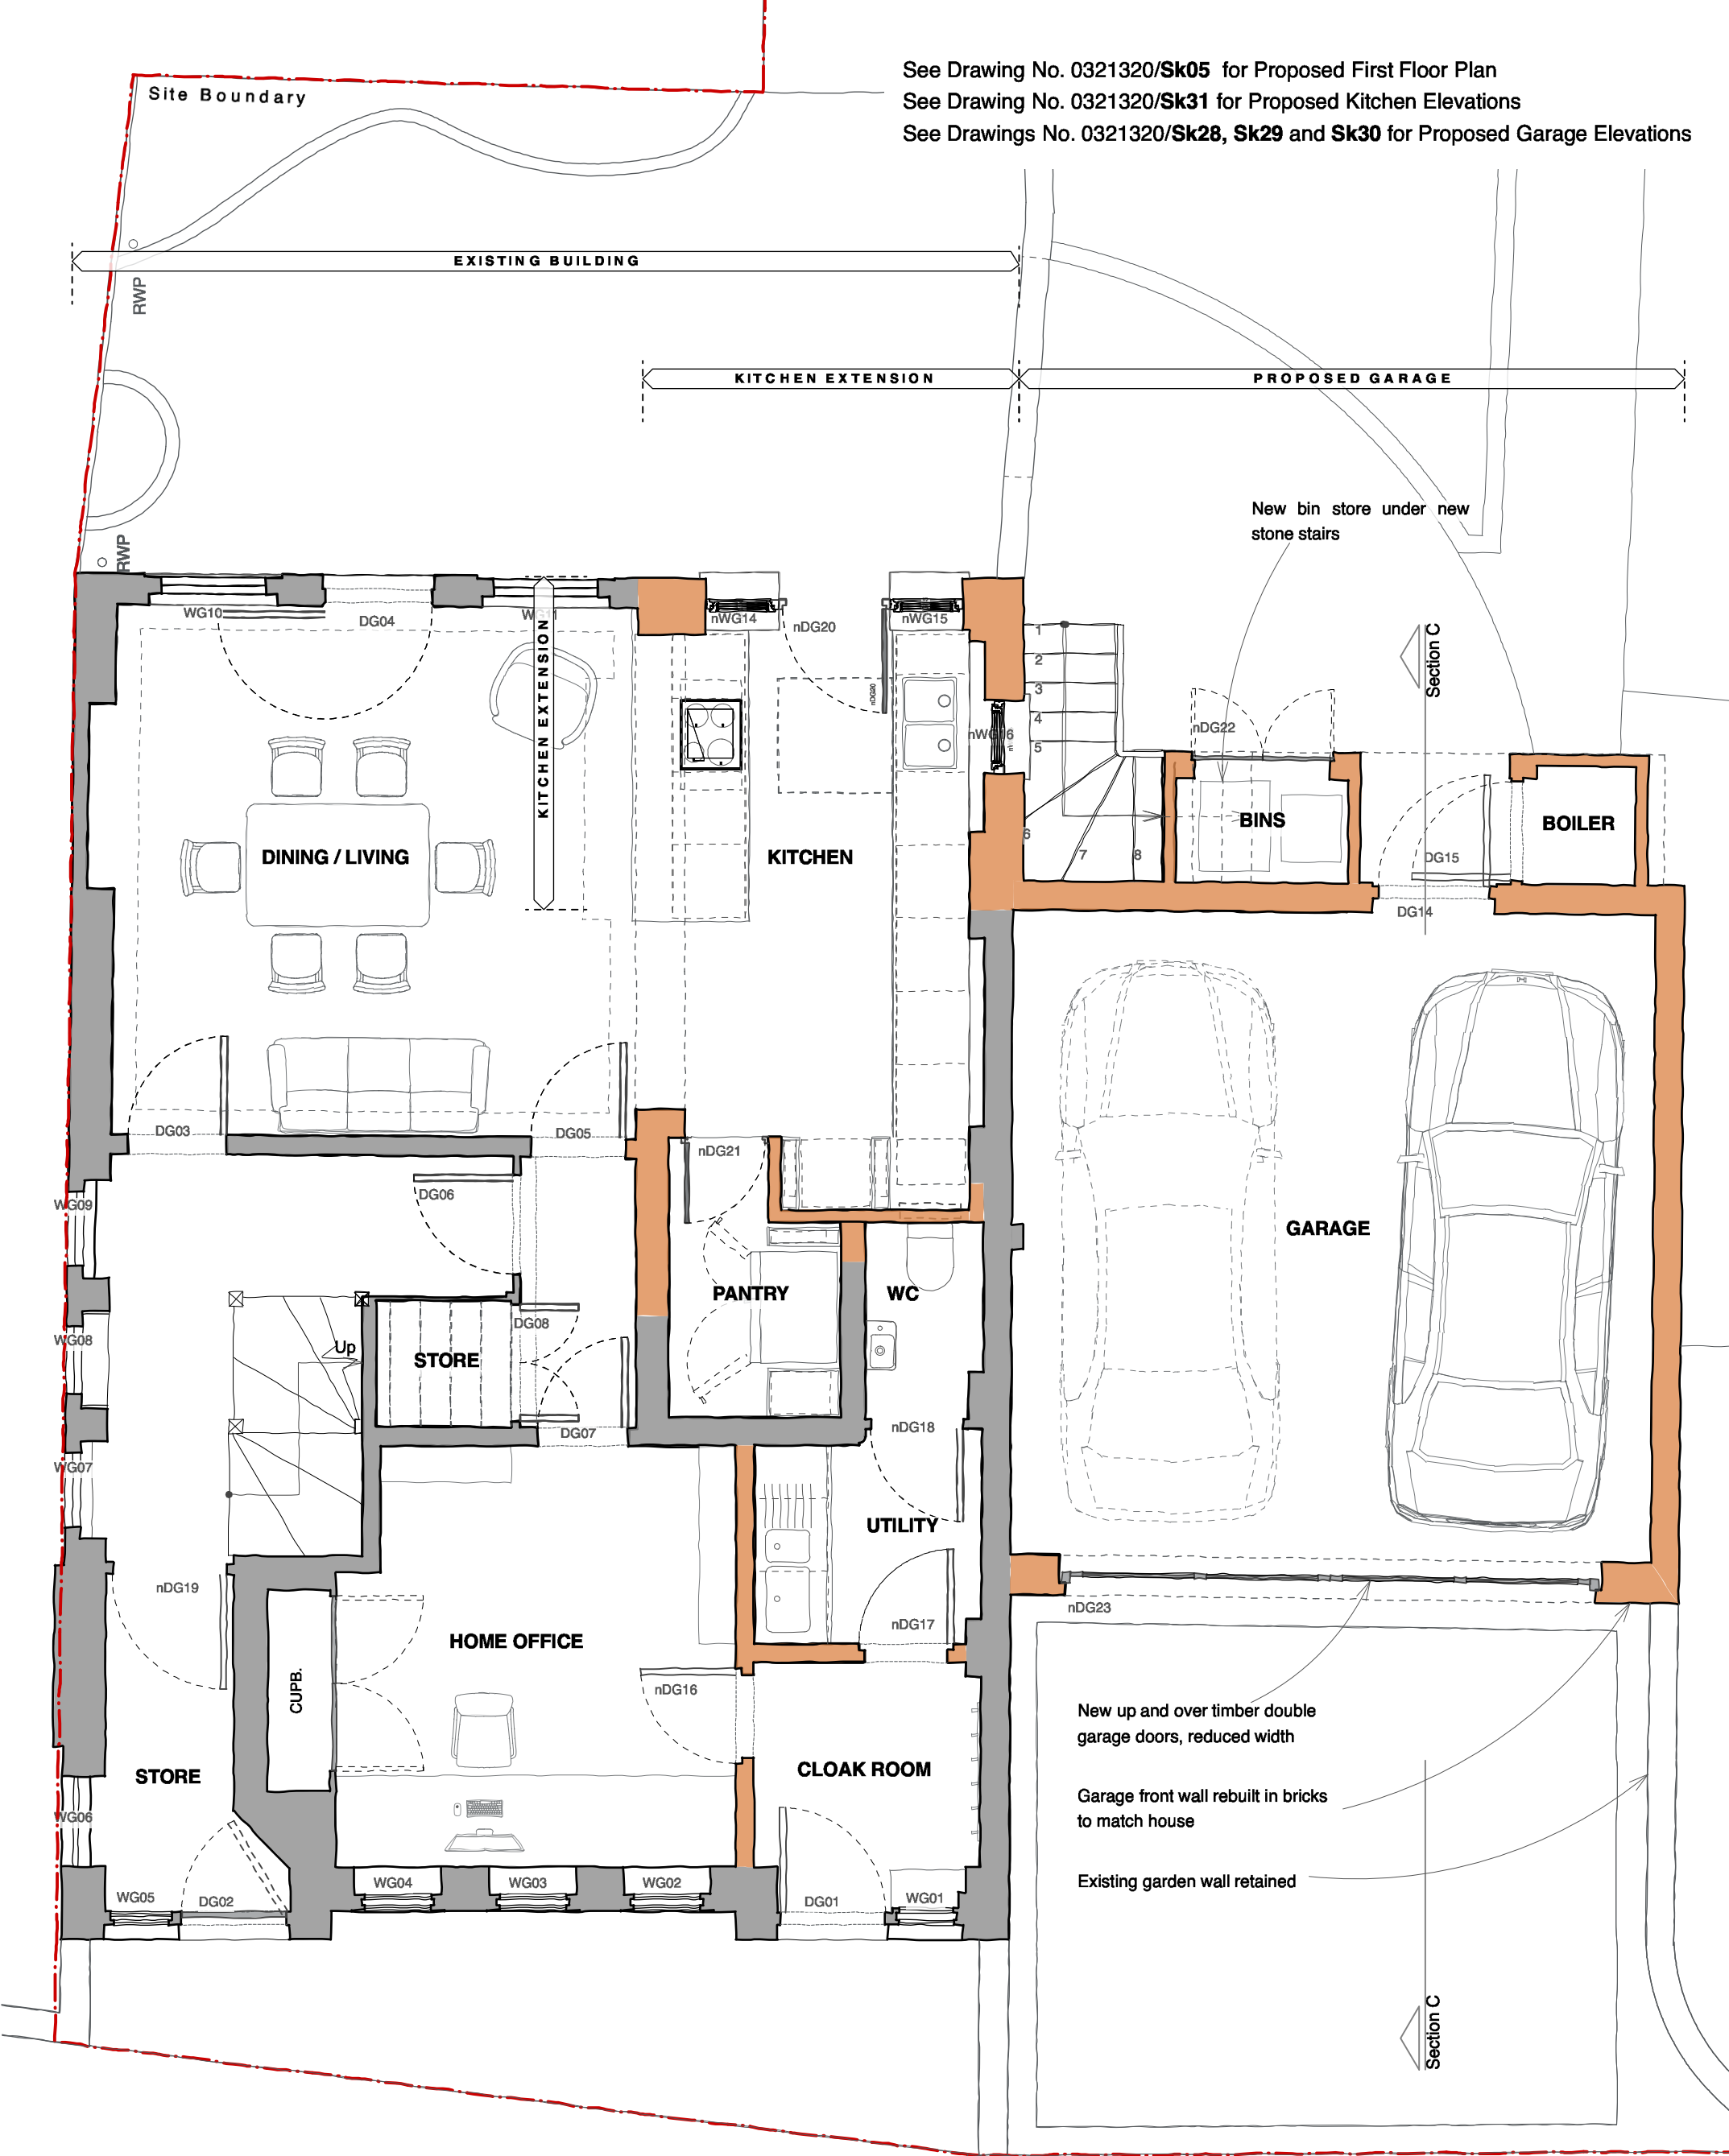 See Drawing No. 0321320/Sk05 for Proposed First Floor Plan
See Drawing No. 0321320/Sk31 for Proposed Kitchen Elevations
See Drawings No. 0321320/Sk28, Sk29 and Sk30 for Proposed Garage Elevations
Site Boundary
EXISTING BUILDING
RWP
KITCHEN EXTENSION
PROPOSED GARAGE
New bin store under new
stone stairs
RWP
WG10
DG04
WG11
nWG14
nDG20
nWG15
KITCHEN EXTENSION
nDG20
Section C
1
2
3
4
5
6
7
8
nWG16
nDG22
DINING / LIVING
KITCHEN
BINS
BOILER
DG15
DG14
DG03
DG05
nDG21
DG06
WG09
GARAGE
PANTRY
WC
DG08
WG08
Up
STORE
DG07
nDG18
WG07
UTILITY
nDG19
nDG23
nDG17
HOME OFFICE
CUPB.
nDG16
New up and over timber double
garage doors, reduced width
STORE
CLOAK ROOM
Garage front wall rebuilt in bricks
to match house
WG06
Existing garden wall retained
WG05
DG02
WG04
WG03
WG02
DG01
WG01
Section C